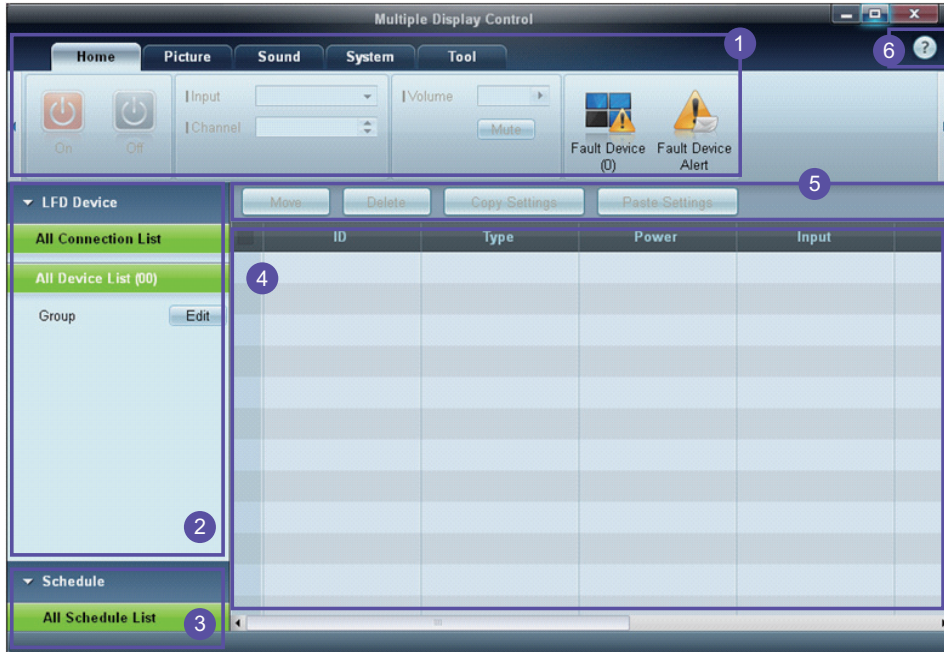 Multiple Display Control
1
6
?
Home Picture Sound System Tool
Input
Volume
Channel
Mute
On Off
Fault Device (0)
Fault Device Alert
5
LFD Device
Move Delete Copy Settings Paste Settings
All Connection List
ID Type Power Input
All Device List (00)
4
Group Edit
2
Schedule
All Schedule List
3